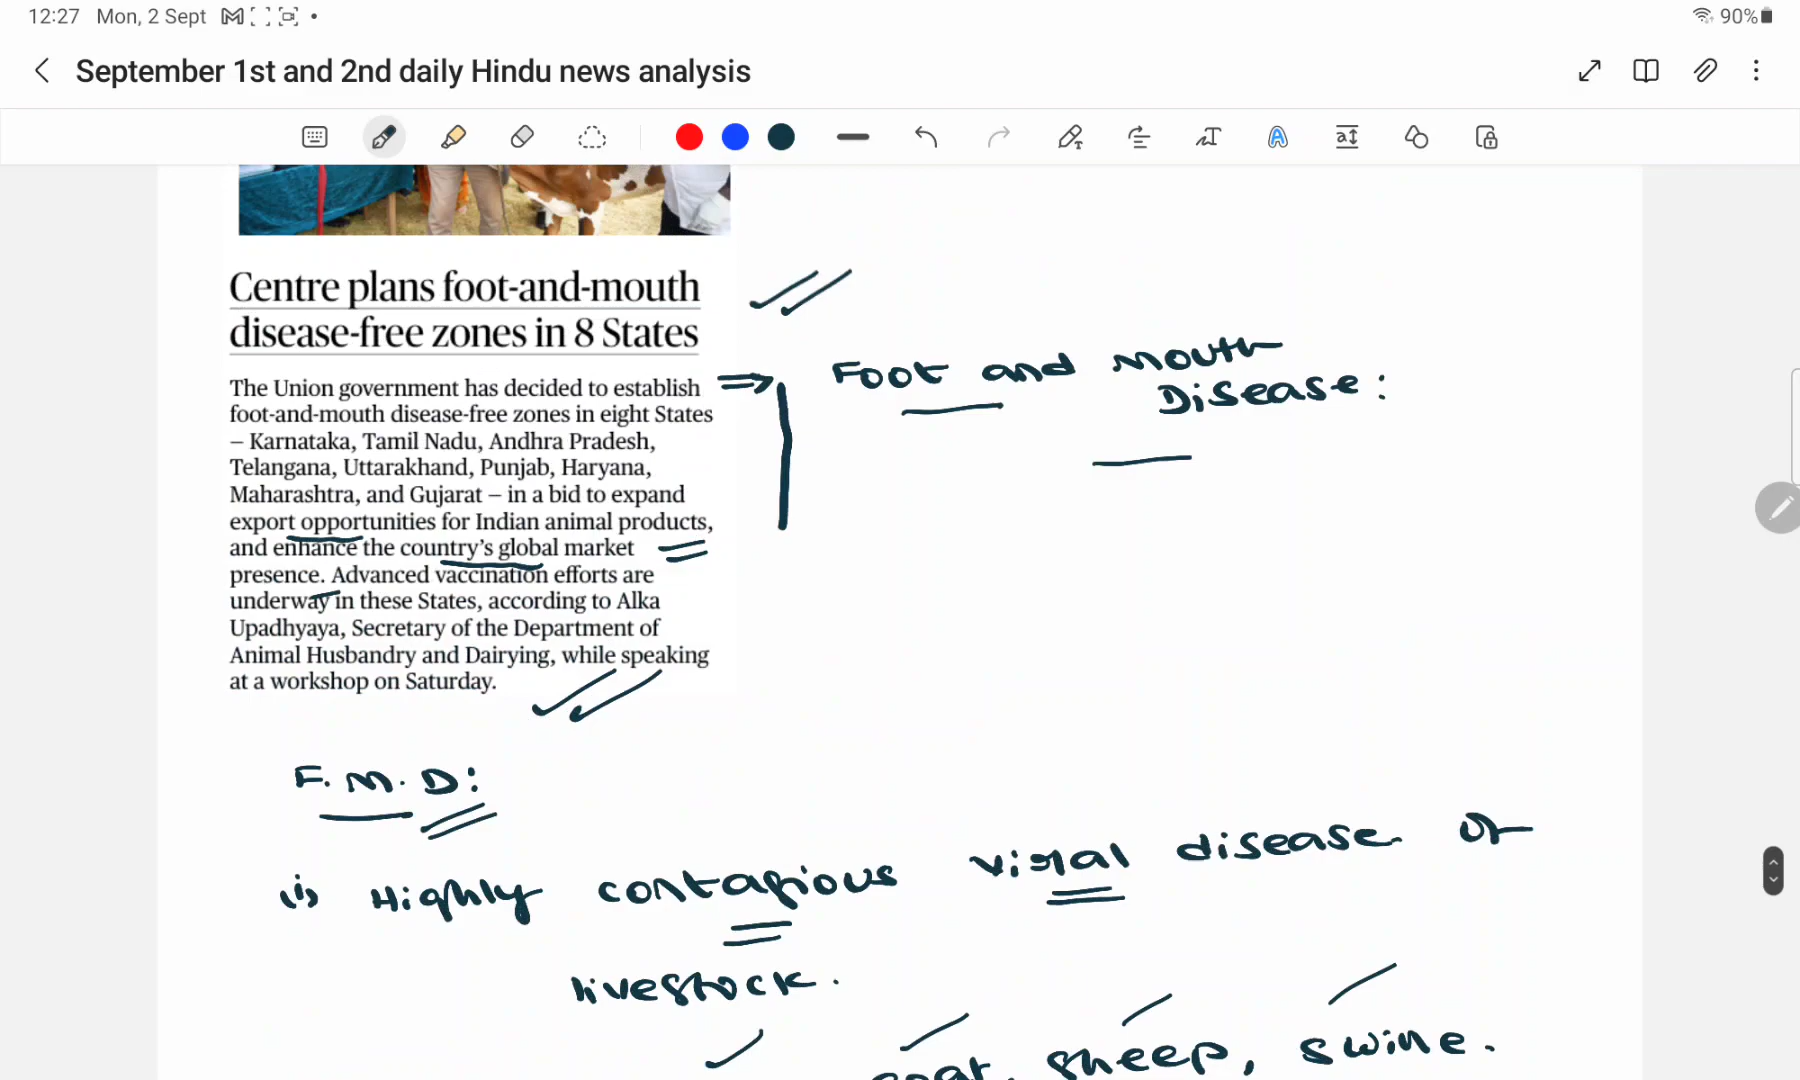 12:27 Mon, 2 Sept
90%
September 1st and 2nd daily Hindu news analysis
Centre plans foot-and-mouth
disease-free zones in 8 States
The Union government has decided to establish
foot-and-mouth disease-free zones in eight States
– Karnataka, Tamil Nadu, Andhra Pradesh,
Telangana, Uttarakhand, Punjab, Haryana,
Maharashtra, and Gujarat – in a bid to expand
export opportunities for Indian animal products,
and enhance the country's global market
presence. Advanced vaccination efforts are
underway in these States, according to Alka
Upadhyaya, Secretary of the Department of
Animal Husbandry and Dairying, while speaking
at a workshop on Saturday.
Foot and Mouth
Disease:
F.M.D:
(i) Highly contagious viral disease of
livestock.
goat, sheep, swine.